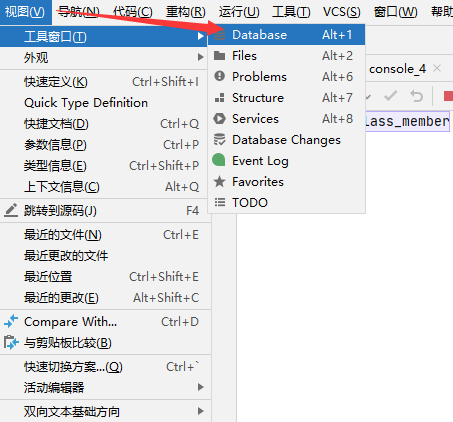 视图(V) 导航(N) 代码(C) 重构(R) 运行(U) 工具(T) VCS(S) 窗口(W) 帮助
工具窗口(T)
外观
快速定义(K) Ctrl+Shift+I
Quick Type Definition
快捷文档(D) Ctrl+Q
参数信息(P) Ctrl+P
类型信息(E) Ctrl+Shift+P
上下文信息(C) Alt+Q
跳转到源码(J) F4
最近的文件(N) Ctrl+E
最近更改的文件
最近位置 Ctrl+Shift+E
最近的更改(E) Alt+Shift+C
Compare With... Ctrl+D
与剪贴板比较(B)
快速切换方案...(Q) Ctrl+`
活动编辑器
双向文本基础方向
Database Alt+1
Files Alt+2
Problems Alt+6
Structure Alt+7
Services Alt+8
Database Changes
Event Log
Favorites
TODO
console_4
lass_member